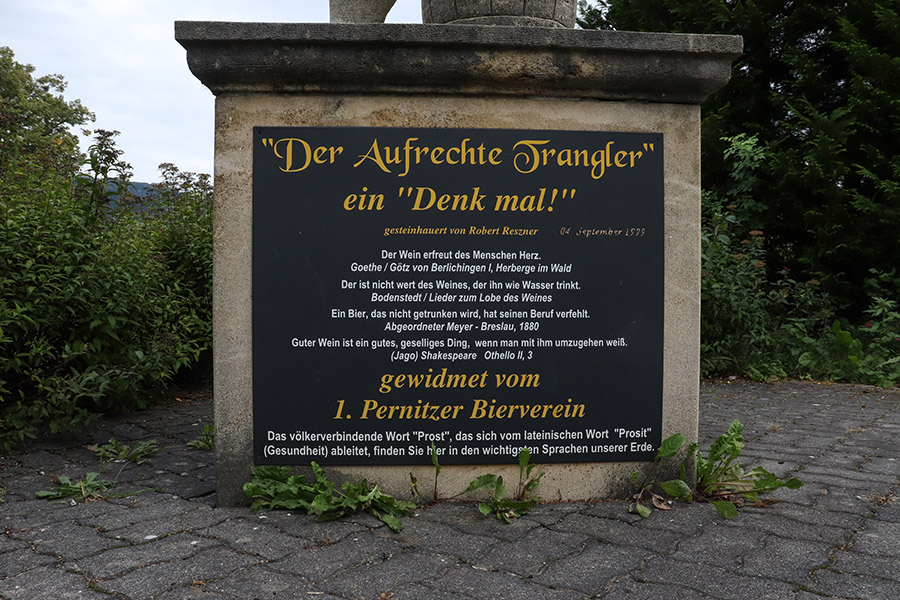 "Der Aufrechte Trangler"
ein "Denk mal!"
gesteinhauert von Robert Reszner 04 September 1999
Der Wein erfreut des Menschen Herz.
Goethe / Götz von Berlichingen I, Herberge im Wald
Der ist nicht wert des Weines, der ihn wie Wasser trinkt.
Bodenstedt / Lieder zum Lobe des Weines
Ein Bier, das nicht getrunken wird, hat seinen Beruf verfehlt.
Abgeordneter Meyer - Breslau, 1880
Guter Wein ist ein gutes, geselliges Ding, wenn man mit ihm umzugehen weiß.
(Jago) Shakespeare Othello II, 3
gewidmet vom
1. Pernitzer Bierverein
Das völkerverbindende Wort "Prost", das sich vom lateinischen Wort "Prosit"
(Gesundheit) ableitet, finden Sie hier in den wichtigsten Sprachen unserer Erde.